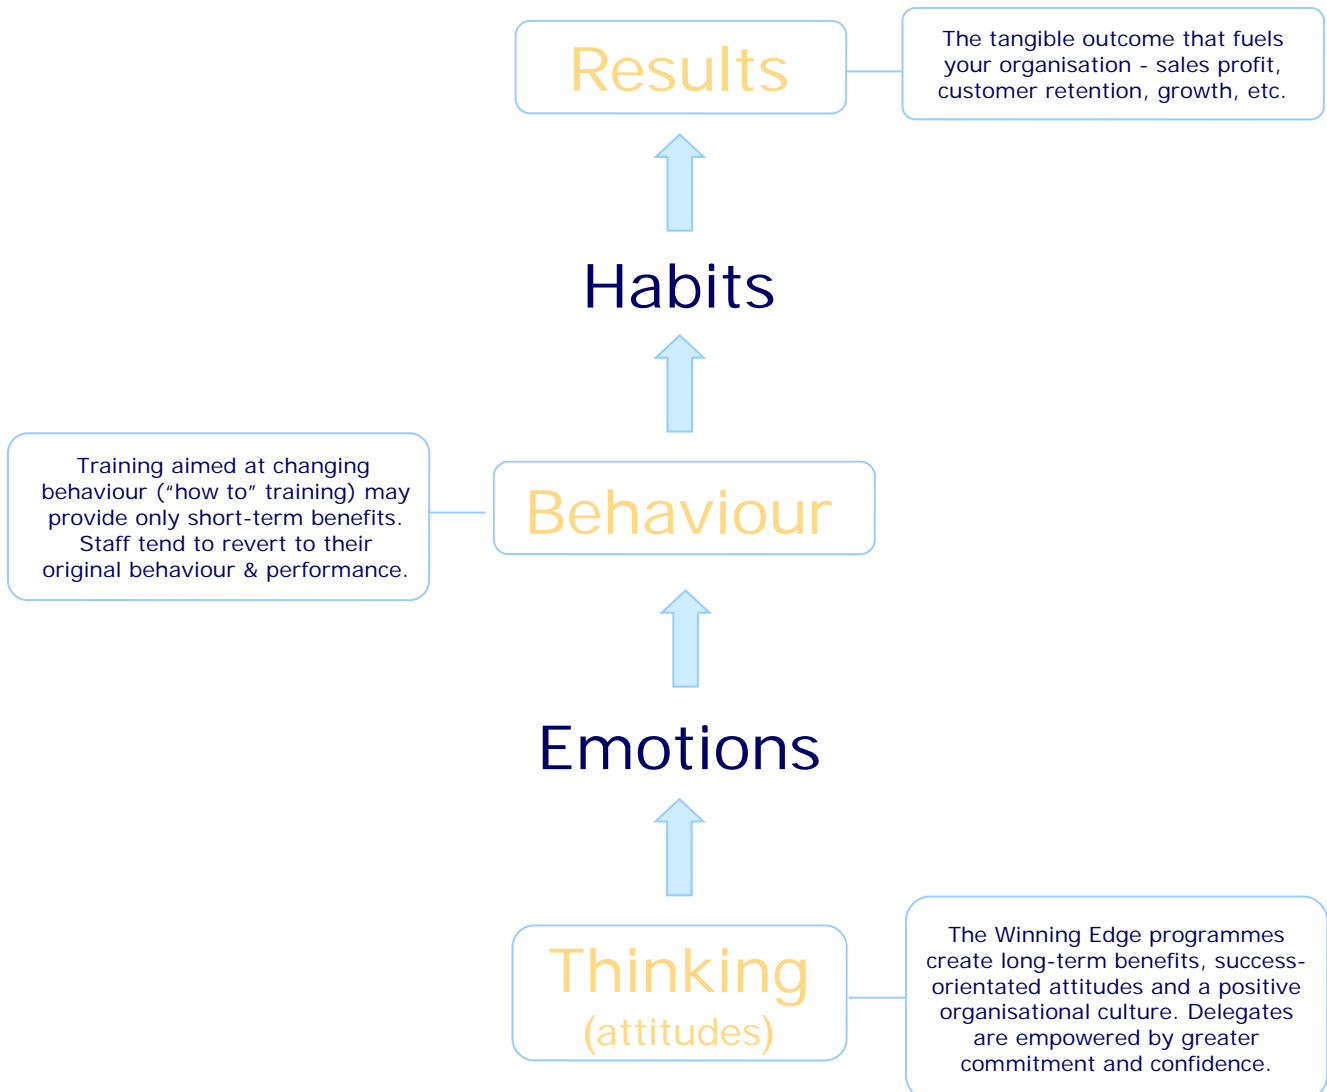 Results
The tangible outcome that fuels
your organisation - sales profit,
customer retention, growth, etc.
Habits
Training aimed at changing
behaviour (“how to” training) may
provide only short-term benefits.
Staff tend to revert to their
original behaviour & performance.
Behaviour
Emotions
Thinking
(attitudes)
The Winning Edge programmes
create long-term benefits, success-
orientated attitudes and a positive
organisational culture. Delegates
are empowered by greater
commitment and confidence.